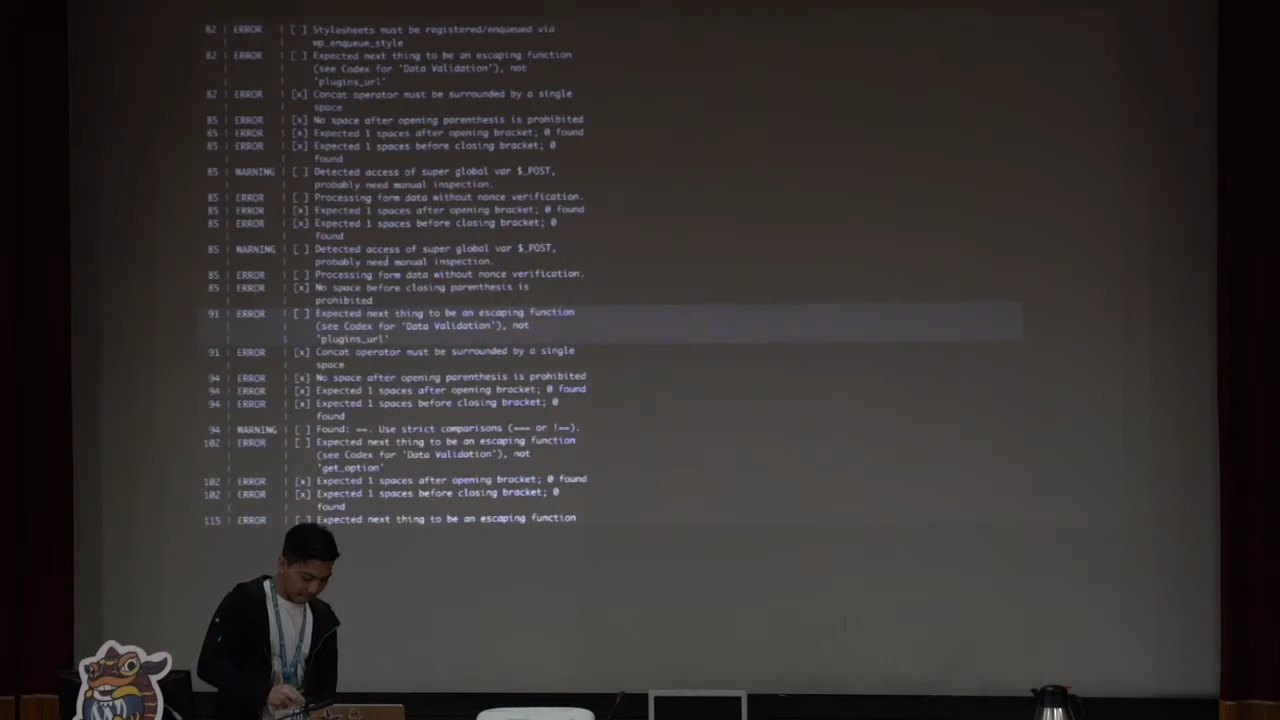 82 | ERROR | [ ] Stylesheets must be registered/enqueued via
| | wp_enqueue_style
82 | ERROR | [ ] Expected next thing to be an escaping function
| | (see Codex for 'Data Validation'), not
| | 'plugins_url'
82 | ERROR | [x] Concat operator must be surrounded by a single
| | space
85 | ERROR | [x] No space after opening parenthesis is prohibited
85 | ERROR | [x] Expected 1 spaces after opening bracket; 0 found
85 | ERROR | [x] Expected 1 spaces before closing bracket; 0
| | found
85 | WARNING | [ ] Detected access of super global var $_POST,
| | probably need manual inspection.
85 | ERROR | [ ] Processing form data without nonce verification.
85 | ERROR | [x] Expected 1 spaces after opening bracket; 0 found
85 | ERROR | [x] Expected 1 spaces before closing bracket; 0
| | found
85 | WARNING | [ ] Detected access of super global var $_POST,
| | probably need manual inspection.
85 | ERROR | [ ] Processing form data without nonce verification.
85 | ERROR | [x] No space before closing parenthesis is
| | prohibited
91 | ERROR | [ ] Expected next thing to be an escaping function
| | (see Codex for 'Data Validation'), not
| | 'plugins_url'
91 | ERROR | [x] Concat operator must be surrounded by a single
| | space
94 | ERROR | [x] No space after opening parenthesis is prohibited
94 | ERROR | [x] Expected 1 spaces after opening bracket; 0 found
94 | ERROR | [x] Expected 1 spaces before closing bracket; 0
| | found
94 | WARNING | [ ] Found: ==. Use strict comparisons (=== or !==).
102 | ERROR | [ ] Expected next thing to be an escaping function
| | (see Codex for 'Data Validation'), not
| | 'get_option'
102 | ERROR | [x] Expected 1 spaces after opening bracket; 0 found
102 | ERROR | [x] Expected 1 spaces before closing bracket; 0
| | found
115 | ERROR | [ ] Expected next thing to be an escaping function